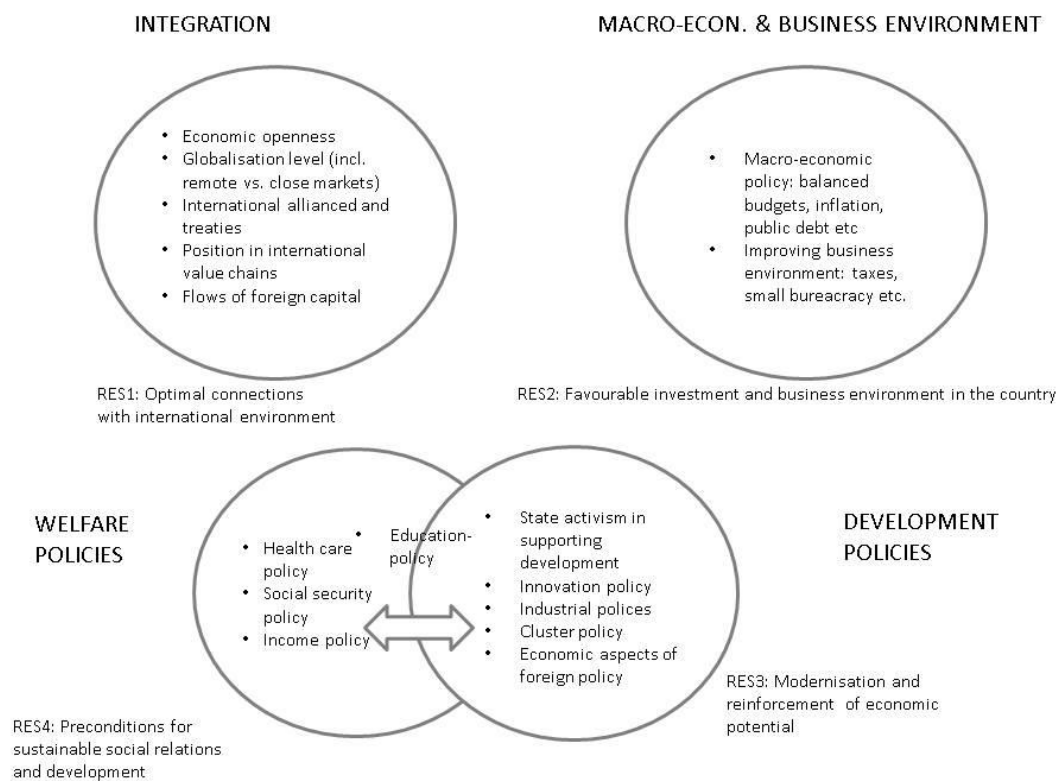 INTEGRATION
MACRO-ECON. & BUSINESS ENVIRONMENT
• Economic openness
• Globalisation level (incl.
remote vs. close markets)
• International allianced and
treaties
• Position in international
value chains
• Flows of foreign capital
• Macro-economic
policy: balanced
budgets, inflation,
public debt etc
• Improving business
environment: taxes,
small bureacracy etc.
RES1: Optimal connections
with international environment
RES2: Favourable investment and business environment in the country
WELFARE
POLICIES
• Education-
policy
• Health care
policy
• Social security
policy
• Income policy
• State activism in
supporting
development
• Innovation policy
• Industrial polices
• Cluster policy
• Economic aspects of
foreign policy
DEVELOPMENT
POLICIES
RES3: Modernisation and
reinforcement of economic
potential
RES4: Preconditions for
sustainable social relations
and development